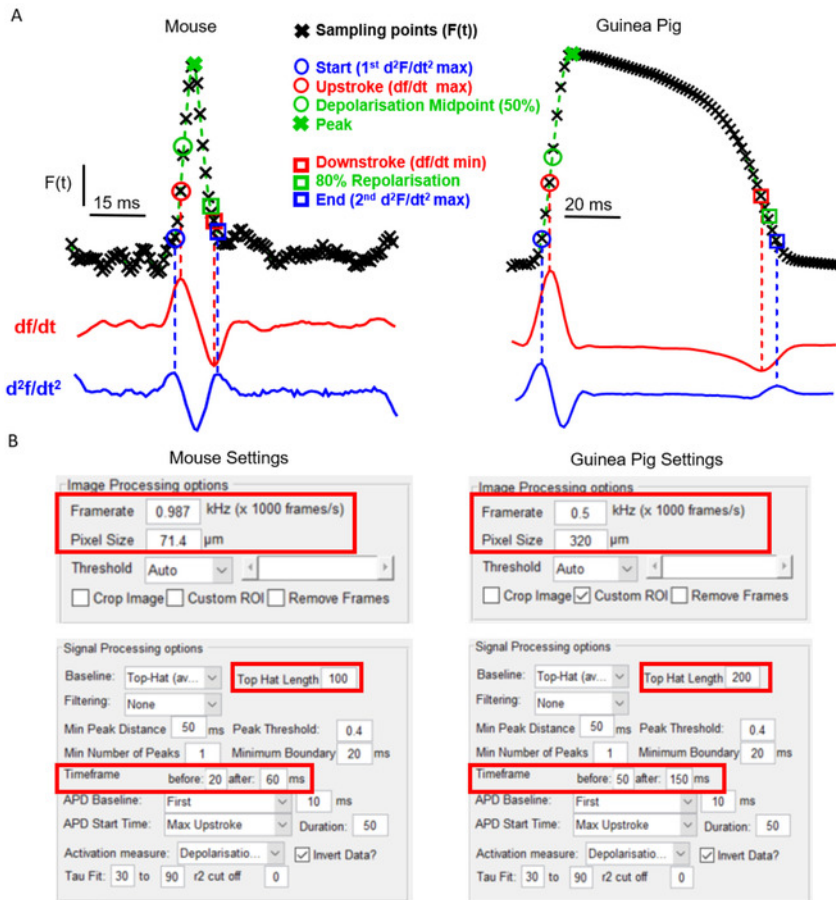 A
Mouse
Guinea Pig
Sampling points (F(t))
Start (1st d²F/dt² max)
Upstroke (df/dt max)
Depolarisation Midpoint (50%)
Peak
Downstroke (df/dt min)
80% Repolarisation
End (2nd d²F/dt² max)
F(t)
15 ms
20 ms
df/dt
d²f/dt²
B
Mouse Settings
Guinea Pig Settings
Image Processing options
Framerate 0.987 kHz (x 1000 frames/s)
Pixel Size 71.4 µm
Threshold Auto
Crop Image Custom ROI Remove Frames
Image Processing options
Framerate 0.5 kHz (x 1000 frames/s)
Pixel Size 320 µm
Threshold Auto
Crop Image Custom ROI Remove Frames
Signal Processing options
Baseline: Top-Hat (av... Top Hat Length 100
Filtering: None
Min Peak Distance 50 ms Peak Threshold: 0.4
Min Number of Peaks 1 Minimum Boundary 20 ms
Timeframe before: 20 after: 60 ms
APD Baseline: First 10 ms
APD Start Time: Max Upstroke Duration: 50
Activation measure: Depolarisatio... Invert Data?
Tau Fit: 30 to 90 r2 cut off 0
Signal Processing options
Baseline: Top-Hat (av... Top Hat Length 200
Filtering: None
Min Peak Distance 50 ms Peak Threshold: 0.4
Min Number of Peaks 1 Minimum Boundary 20 ms
Timeframe before: 50 after: 150 ms
APD Baseline: First 10 ms
APD Start Time: Max Upstroke Duration: 50
Activation measure: Depolarisatio... Invert Data?
Tau Fit: 30 to 90 r2 cut off 0